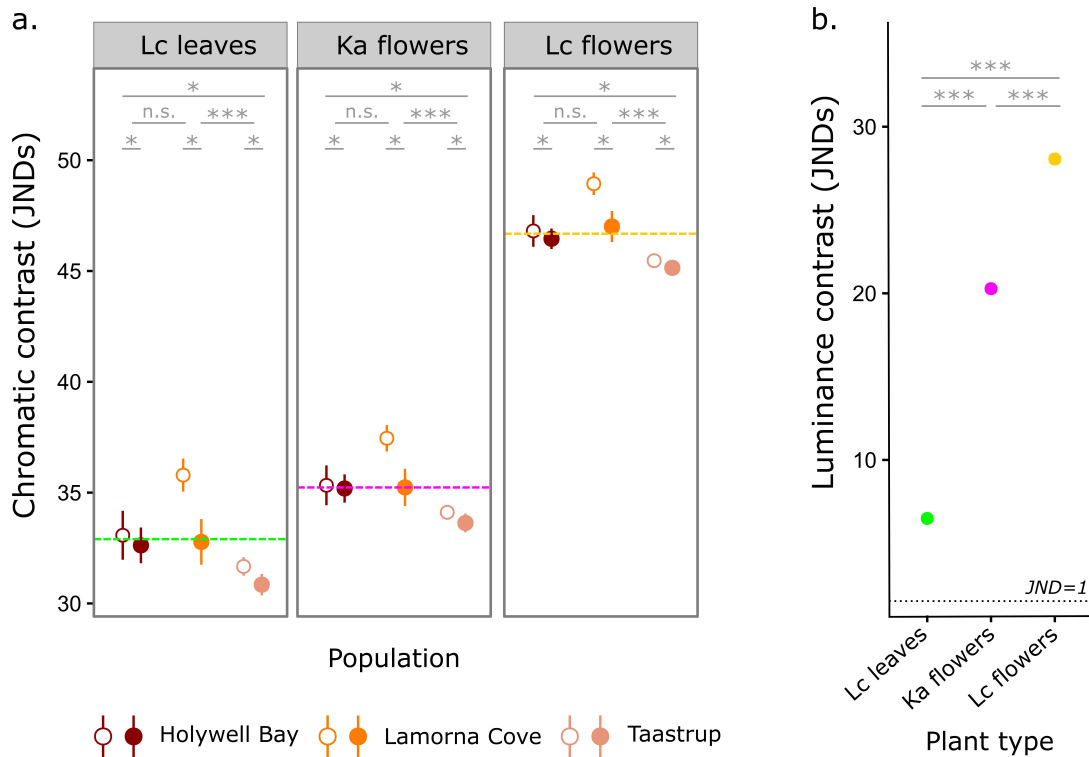 a.
Lc leaves Ka flowers Lc flowers
* * *
n.s. *** n.s. *** n.s. ***
* * * * * * * * *
Chromatic contrast (JNDs)
50
45
40
35
30
Population
Holywell Bay Lamorna Cove Taastrup
b.
***
*** ***
Luminance contrast (JNDs)
30
20
10
JND=1
Lc leaves
Ka flowers
Lc flowers
Plant type